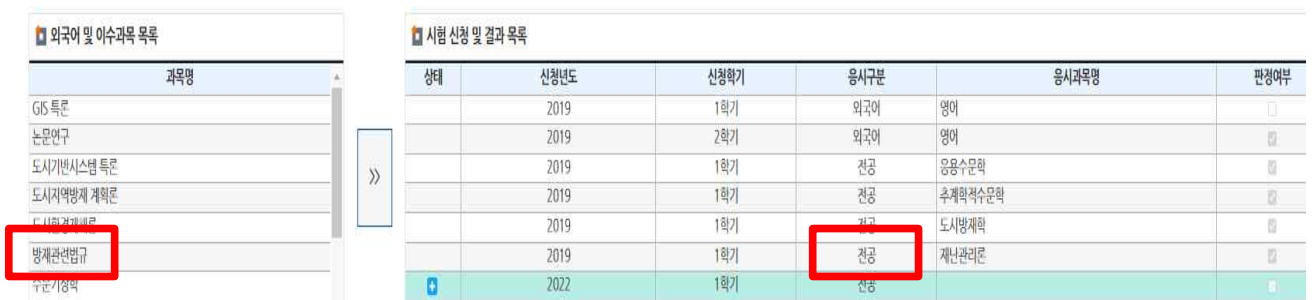 외국어 및 이수과목 목록
과목명
GIS 특론
논문연구
도시기반시스템 특론
도시지역방재 계획론
방재관련법규
수문기상학
시험 신청 및 결과 목록
상태 신청년도 신청학기 응시구분 응시과목명 판정여부
2019 1학기 외국어 영어
2019 2학기 외국어 영어
2019 1학기 전공 응용수문학
2019 1학기 전공 추계학적수문학
2019 1학기 전공 도시방재학
2019 1학기 전공 재난관리론
2022 1학기 전공